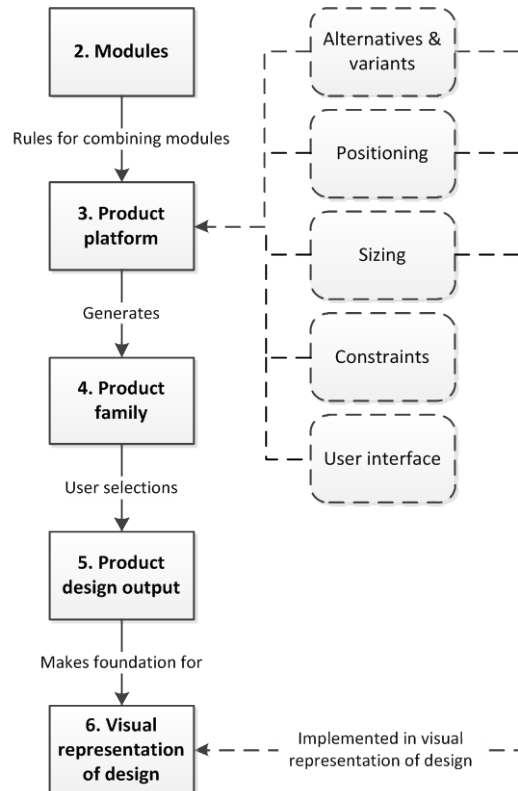 2. Modules
Rules for combining modules
3. Product
platform
Generates
4. Product
family
User selections
5. Product
design output
Makes foundation for
6. Visual
representation
of design
Alternatives &
variants
Positioning
Sizing
Constraints
User interface
Implemented in visual
representation of design